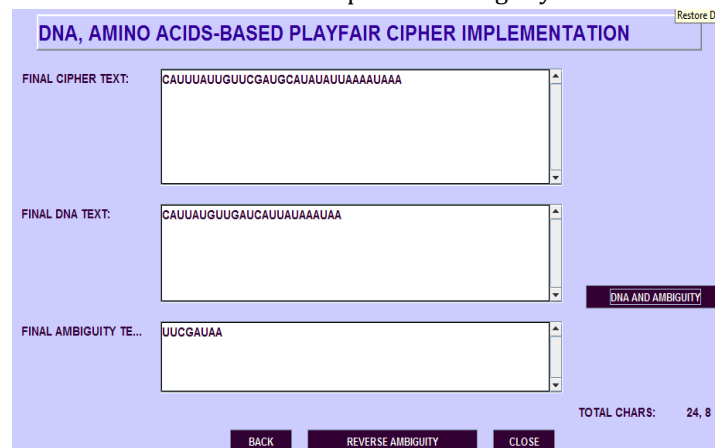 Restore D
DNA, AMINO ACIDS-BASED PLAYFAIR CIPHER IMPLEMENTATION
FINAL CIPHER TEXT: CAUUUAUUGUUCGAUGCAUAUAUUAAAAUAAA
FINAL DNA TEXT: CAUUAUGUUGAUCAUUAUAAAUAA
DNA AND AMBIGUITY
FINAL AMBIGUITY TE... UUCGAUAA
TOTAL CHARS: 24, 8
BACK REVERSE AMBIGUITY CLOSE